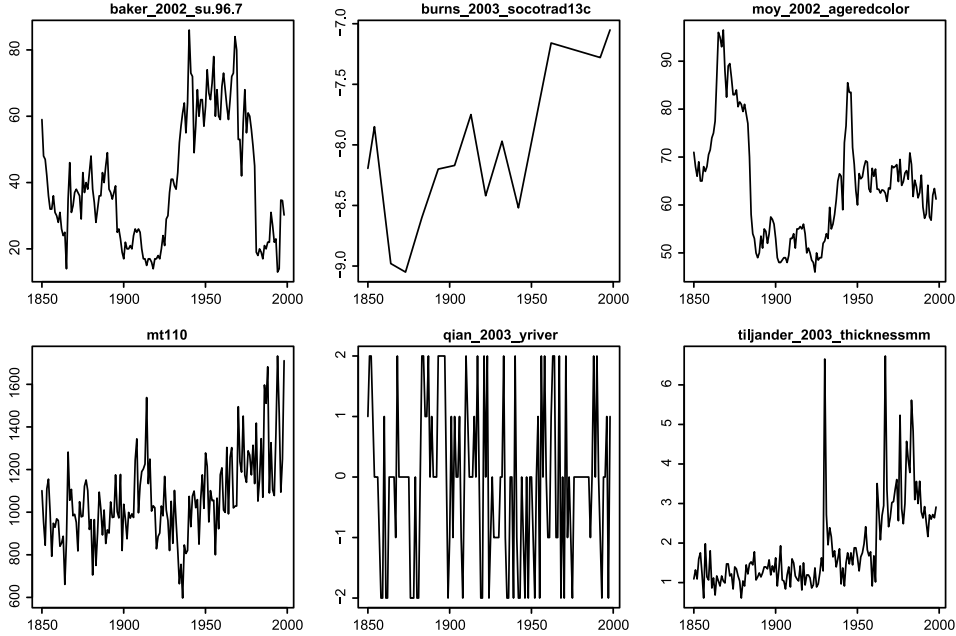 baker_2002_su.96.7
20 40 60 80
1850 1900 1950 2000
burns_2003_socotrad13c
−9.0 −8.5 −8.0 −7.5 −7.0
1850 1900 1950 2000
moy_2002_ageredcolor
50 60 70 80 90
1850 1900 1950 2000
mt110
600 800 1000 1200 1400 1600
1850 1900 1950 2000
qian_2003_yriver
−2 −1 0 1 2
1850 1900 1950 2000
tiljander_2003_thicknessmm
1 2 3 4 5 6
1850 1900 1950 2000